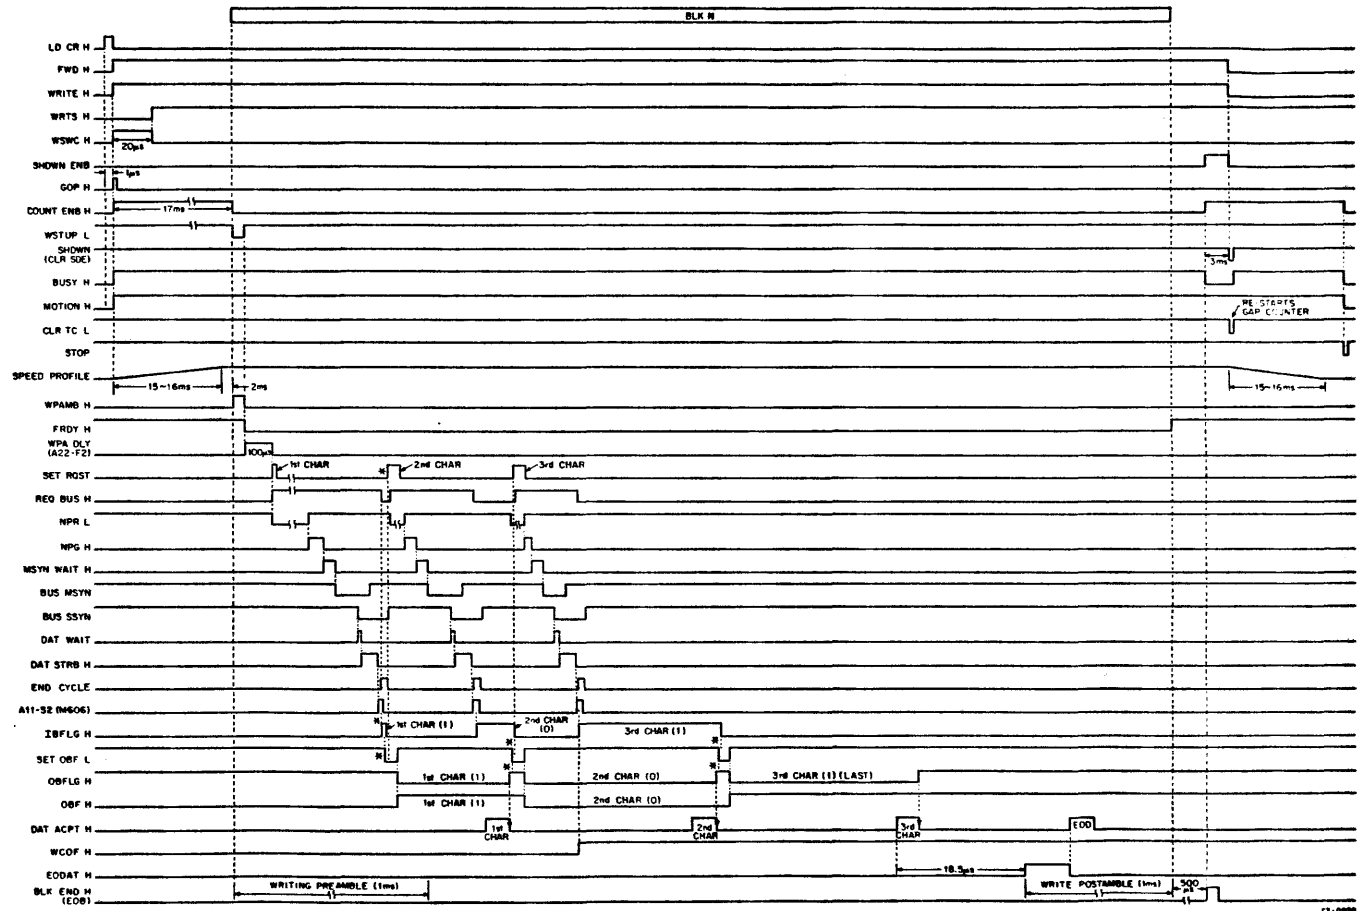 BLK N
LD CR H
FWD H
WRITE H
WRTS H
WSWC H
20μs
SHDWN ENB
1μs
GOP H
COUNT ENB H
17ms
WSTUP L
SHDWN
(CLR SDE)
3ms
BUSY H
MOTION H
RE-STARTS
GAP COUNTER
CLR TC L
STOP
SPEED PROFILE
15~16ms
2ms
15~16ms
WPAMB H
FRDY H
WPA DLY
(A22-F2)
100μs
SET RQST
1st CHAR
* 2nd CHAR
3rd CHAR
REQ BUS H
NPR L
NPG H
MSYN WAIT H
BUS MSYN
BUS SSYN
DAT WAIT
DAT STRB H
END CYCLE
A11-S2 (M606)
IBFLG H
* 1st CHAR (1)
2nd CHAR
(0)
3rd CHAR (1)
SET OBF L
* * *
OBFLG H
* *
1st CHAR (1)
2nd CHAR (0)
3rd CHAR (1) (LAST)
OBF H
1st CHAR (1)
2nd CHAR (0)
DAT ACPT H
1st
CHAR
2nd
CHAR
3rd
CHAR
EOD
WCOF H
EODAT H
18.5μs
BLK END H
(EOB)
WRITING PREAMBLE (1ms)
WRITE POSTAMBLE (1ms)
500
μs